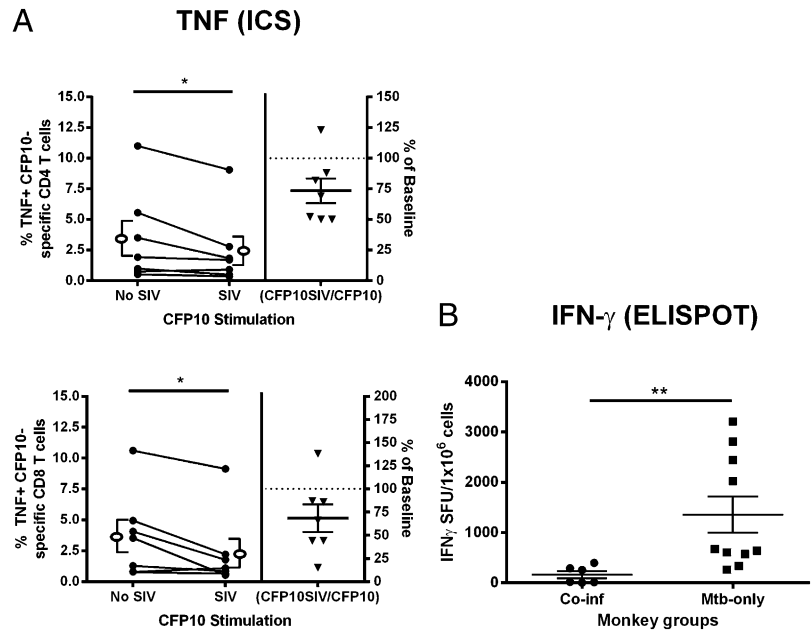 A
TNF (ICS)
*
% TNF+ CFP10-
specific CD4 T cells
15.0
12.5
10.0
7.5
5.0
2.5
0.0
150
125
100
75
50
25
0
% of Baseline
No SIV
SIV
(CFP10SIV/CFP10)
CFP10 Stimulation
*
% TNF+ CFP10-
specific CD8 T cells
15.0
12.5
10.0
7.5
5.0
2.5
0.0
200
175
150
125
100
75
50
25
0
% of Baseline
No SIV
SIV
(CFP10SIV/CFP10)
CFP10 Stimulation
B
IFN-γ (ELISPOT)
**
IFNγ SFU/1x10⁶ cells
4000
3000
2000
1000
0
Co-inf
Mtb-only
Monkey groups